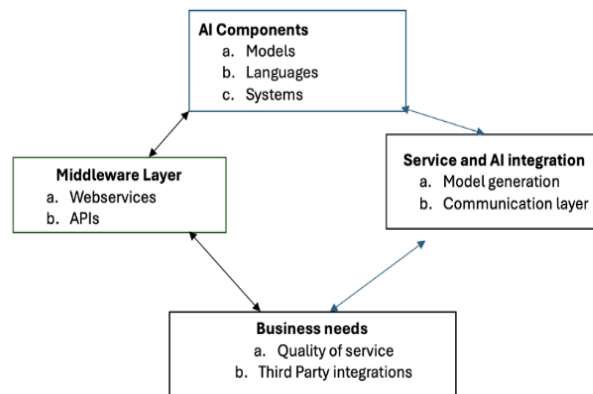 AI Components
a. Models
b. Languages
c. Systems
Middleware Layer
a. Webservices
b. APIs
Service and AI integration
a. Model generation
b. Communication layer
Business needs
a. Quality of service
b. Third Party integrations